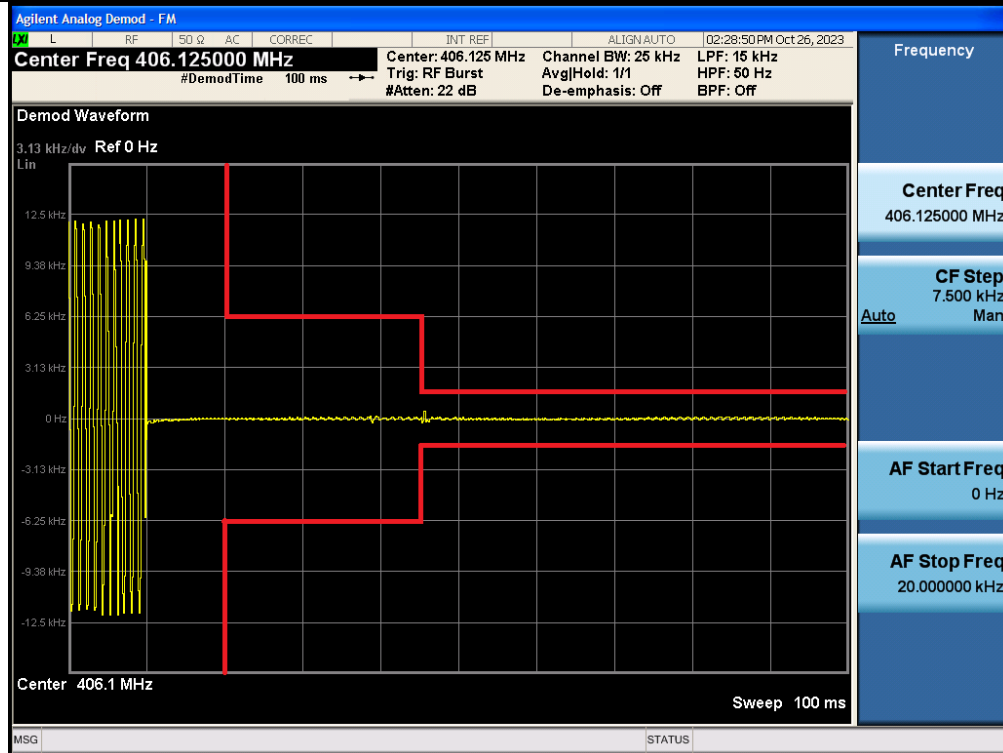 Agilent Analog Demod - FM
LXI L RF 50 Ω AC CORREC INT REF ALIGN AUTO 02:28:50 PM Oct 26, 2023
Center Freq 406.125000 MHz
#DemodTime 100 ms
Center: 406.125 MHz Channel BW: 25 kHz LPF: 15 kHz
Trig: RF Burst Avg|Hold: 1/1 HPF: 50 Hz
#Atten: 22 dB De-emphasis: Off BPF: Off
Demod Waveform
3.13 kHz/dv Ref 0 Hz
Lin
12.5 kHz
9.38 kHz
6.25 kHz
3.13 kHz
0 Hz
-3.13 kHz
-6.25 kHz
-9.38 kHz
-12.5 kHz
Center 406.1 MHz
Sweep 100 ms
MSG STATUS
Frequency
Center Freq
406.125000 MHz
CF Step
7.500 kHz
Auto Man
AF Start Freq
0 Hz
AF Stop Freq
20.000000 kHz